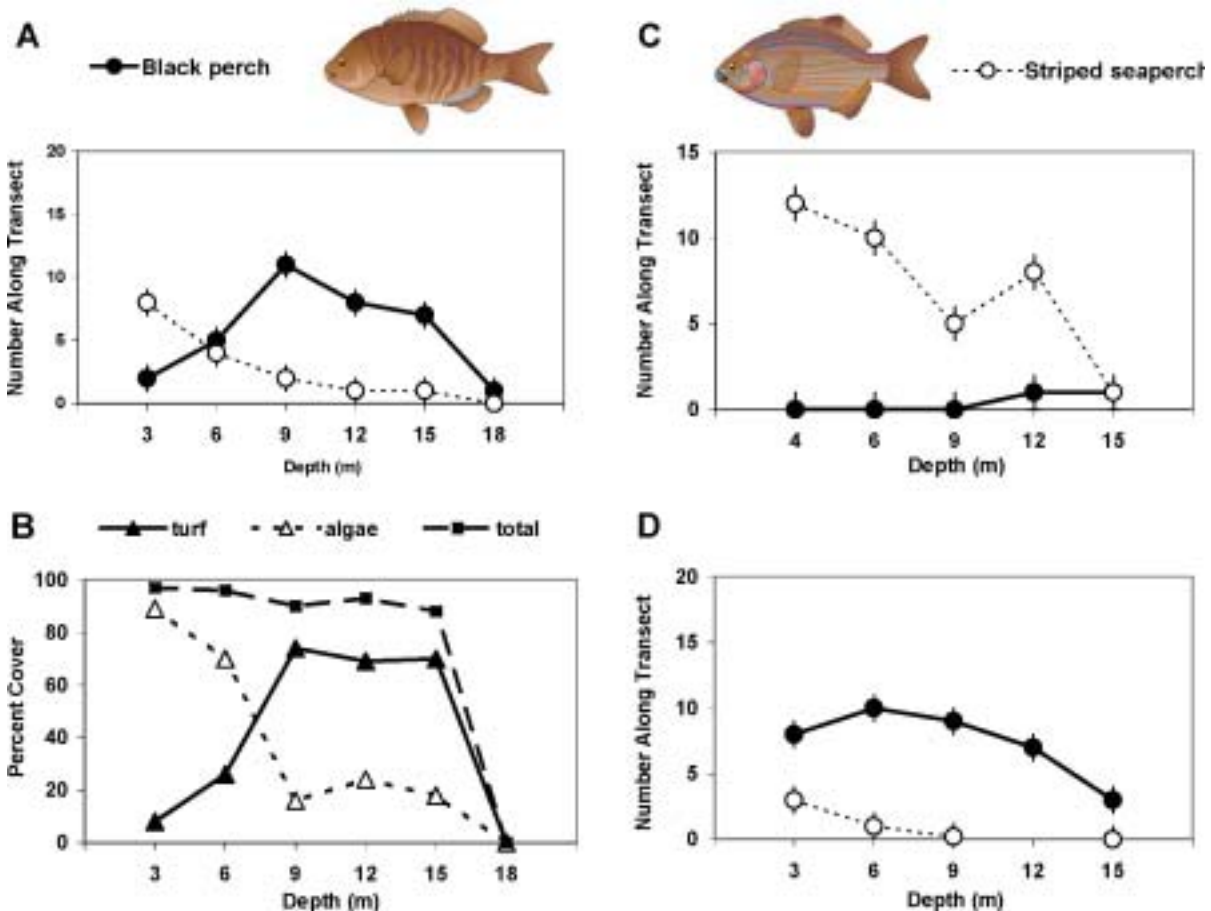 A
Black perch
C
Striped seaperch
Number Along Transect
20
15
10
5
0
3 6 9 12 15 18
Depth (m)
Number Along Transect
15
10
5
0
4 6 9 12 15
Depth (m)
B
turf algae total
Percent Cover
100
80
60
40
20
0
3 6 9 12 15 18
Depth (m)
D
Number Along Transect
20
15
10
5
0
3 6 9 12 15
Depth (m)